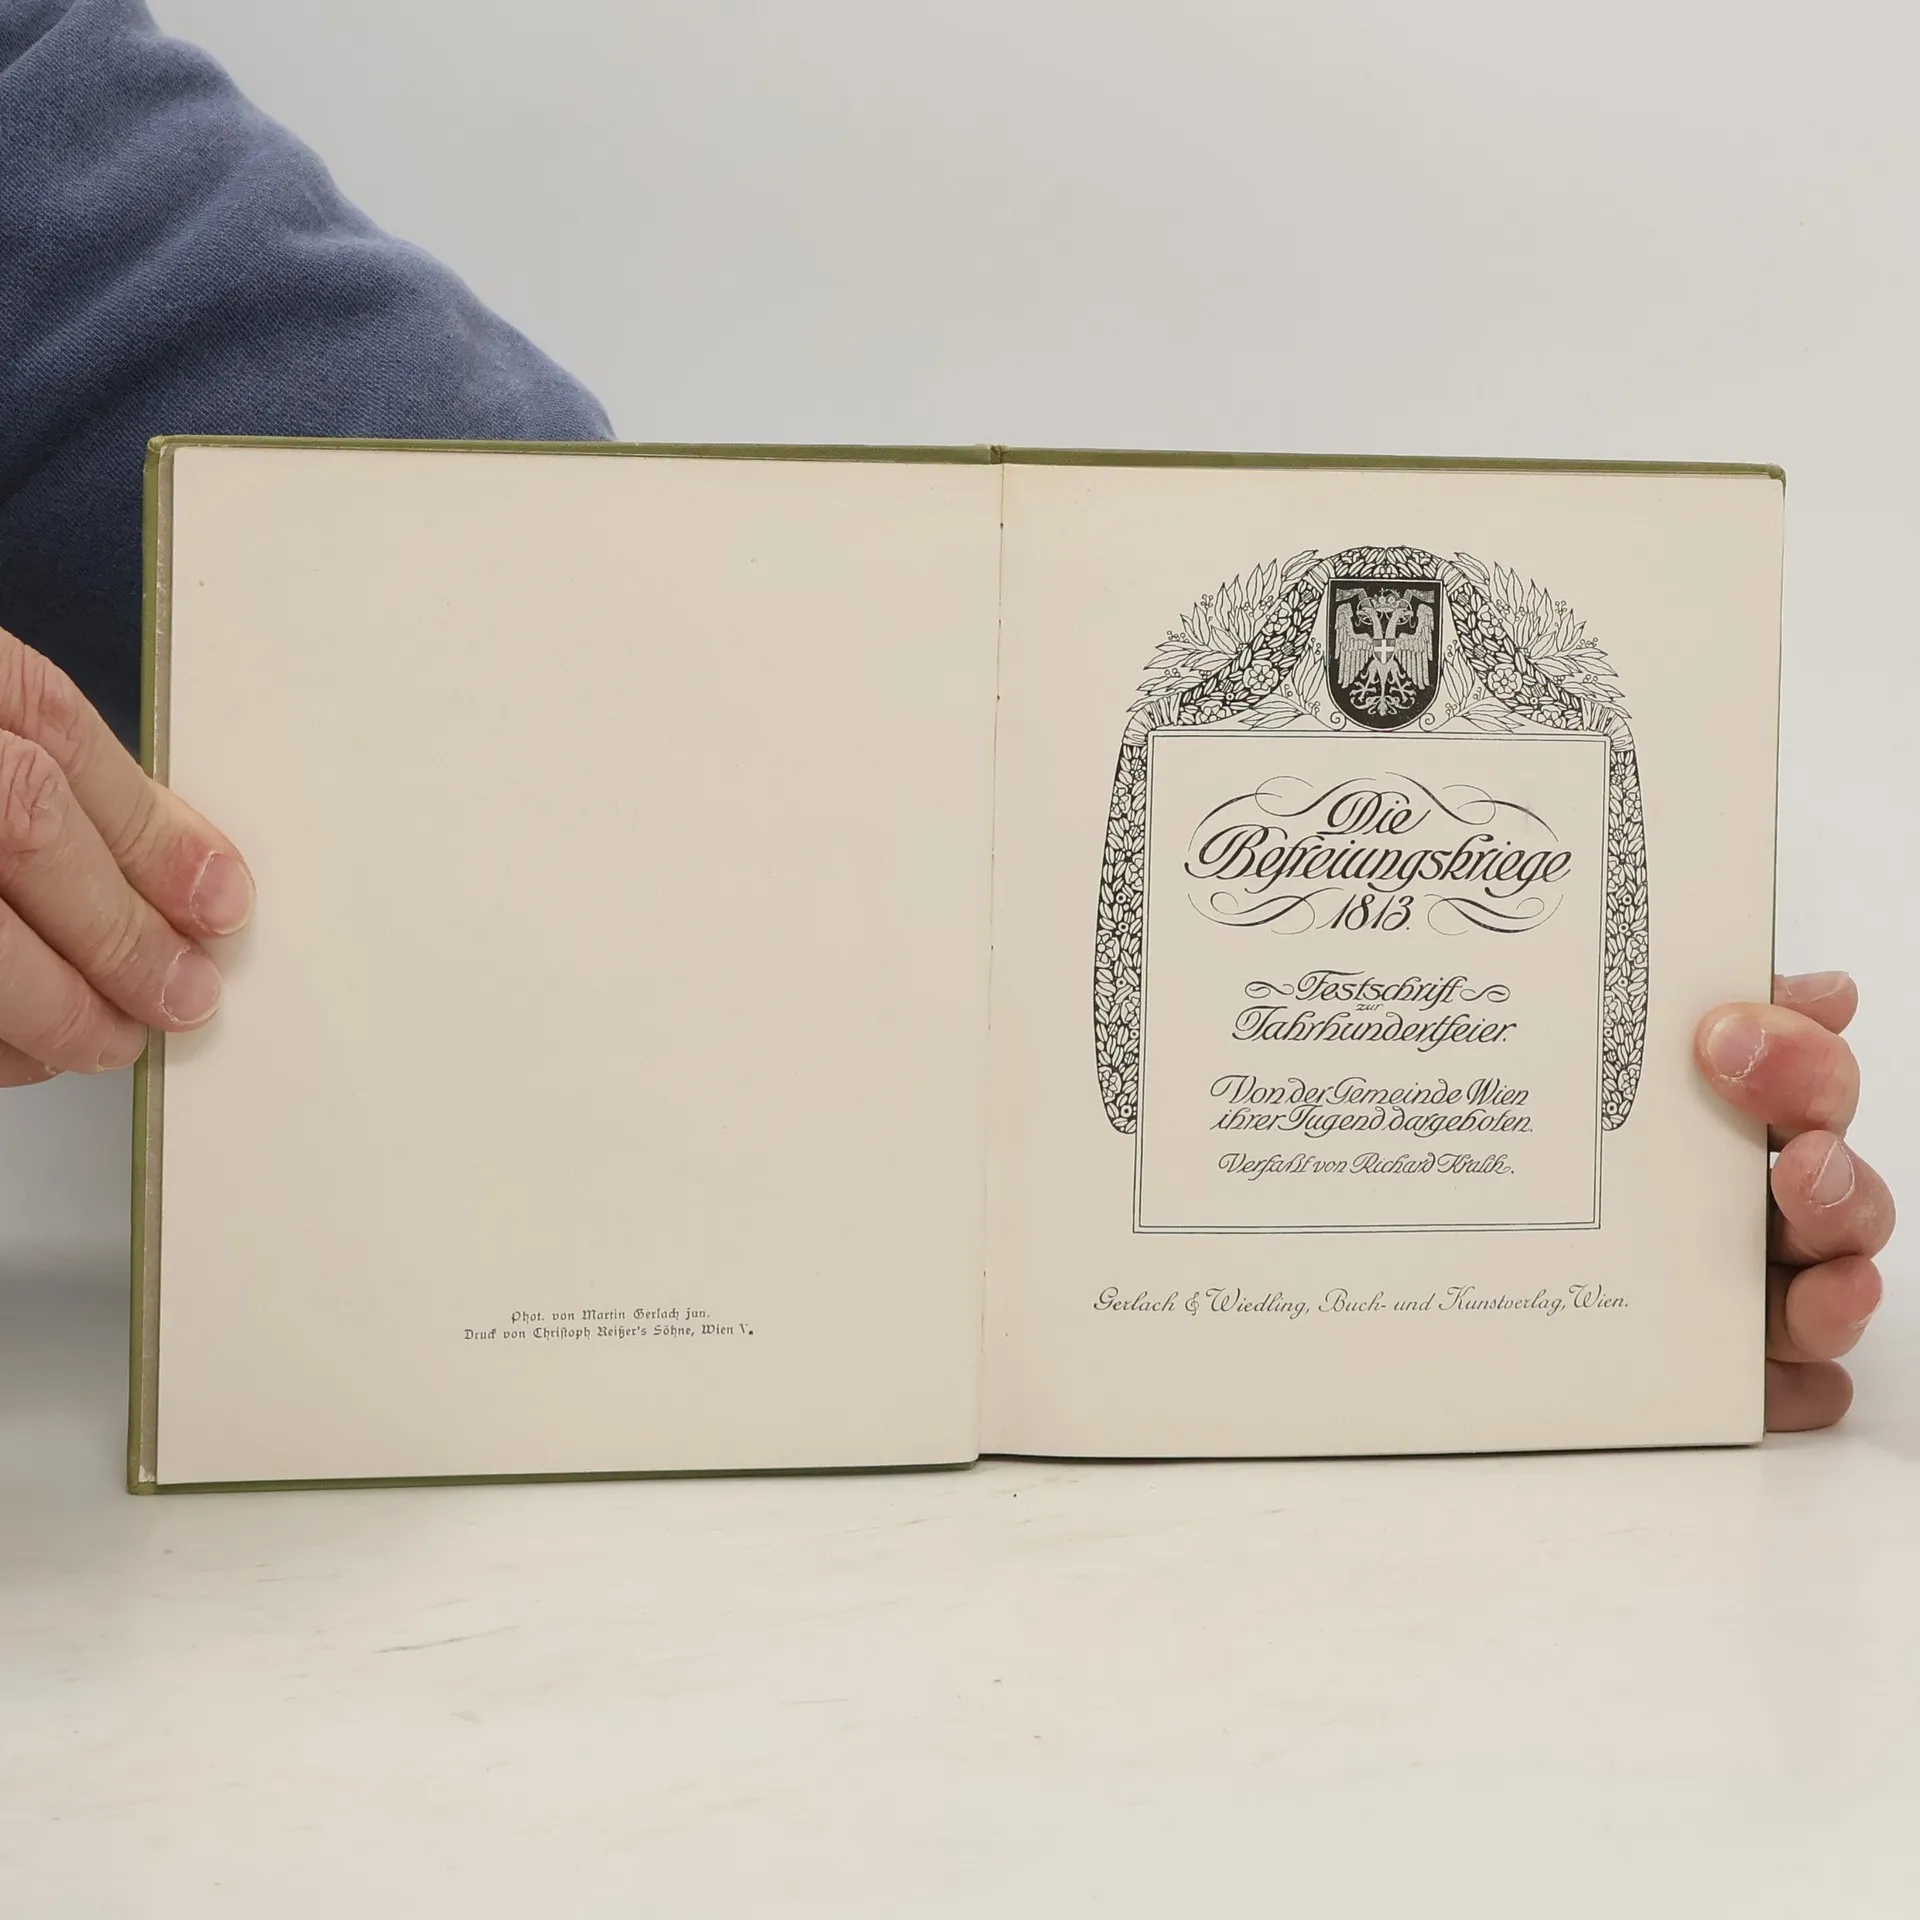 Phot. von Martin Gerlach jun.
Druck von Christoph Reißer's Söhne, Wien V.
Die
Befreiungskriege
1813.
Festschrift
zur
Jahrhundertfeier.
Von der Gemeinde Wien
ihrer Jugend dargeboten.
Verfaßt von Richard Kralik.
Gerlach & Wiedling, Buch- und Kunstverlag, Wien.